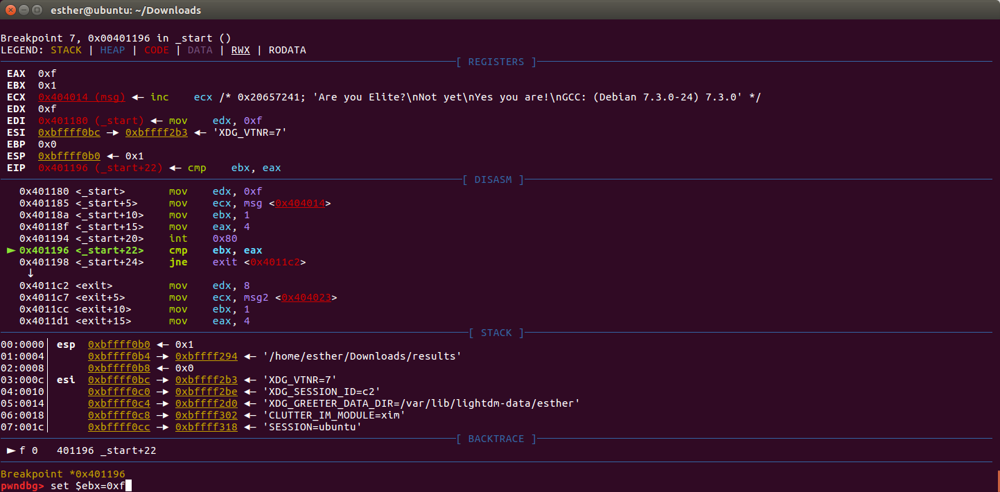 esther@ubuntu: ~/Downloads
Breakpoint 7, 0x00401196 in _start ()
LEGEND: STACK | HEAP | CODE | DATA | RWX | RODATA
[ REGISTERS ]
EAX  0xf
EBX  0x1
ECX  0x404014 (msg) ◂— inc    ecx /* 0x20657241; 'Are you Elite?\nNot yet\nYes you are!\nGCC: (Debian 7.3.0-24) 7.3.0' */
EDX  0xf
EDI  0x401180 (_start) ◂— mov    edx, 0xf
ESI  0xbffff0bc —▸ 0xbffff2b3 ◂— 'XDG_VTNR=7'
EBP  0x0
ESP  0xbffff0b0 ◂— 0x1
EIP  0x401196 (_start+22) ◂— cmp    ebx, eax
[ DISASM ]
0x401180 <_start>       mov    edx, 0xf
0x401185 <_start+5>     mov    ecx, msg <0x404014>
0x40118a <_start+10>    mov    ebx, 1
0x40118f <_start+15>    mov    eax, 4
0x401194 <_start+20>    int    0x80
► 0x401196 <_start+22>    cmp    ebx, eax
0x401198 <_start+24>    jne    exit <0x4011c2>
↓
0x4011c2 <exit>         mov    edx, 8
0x4011c7 <exit+5>       mov    ecx, msg2 <0x404023>
0x4011cc <exit+10>      mov    ebx, 1
0x4011d1 <exit+15>      mov    eax, 4
[ STACK ]
00:0000│ esp  0xbffff0b0 ◂— 0x1
01:0004│      0xbffff0b4 —▸ 0xbffff294 ◂— '/home/esther/Downloads/results'
02:0008│      0xbffff0b8 ◂— 0x0
03:000c│ esi  0xbffff0bc —▸ 0xbffff2b3 ◂— 'XDG_VTNR=7'
04:0010│      0xbffff0c0 —▸ 0xbffff2be ◂— 'XDG_SESSION_ID=c2'
05:0014│      0xbffff0c4 —▸ 0xbffff2d0 ◂— 'XDG_GREETER_DATA_DIR=/var/lib/lightdm-data/esther'
06:0018│      0xbffff0c8 —▸ 0xbffff302 ◂— 'CLUTTER_IM_MODULE=xim'
07:001c│      0xbffff0cc —▸ 0xbffff318 ◂— 'SESSION=ubuntu'
[ BACKTRACE ]
► f 0   401196 _start+22
Breakpoint *0x401196
pwndbg> set $ebx=0xf